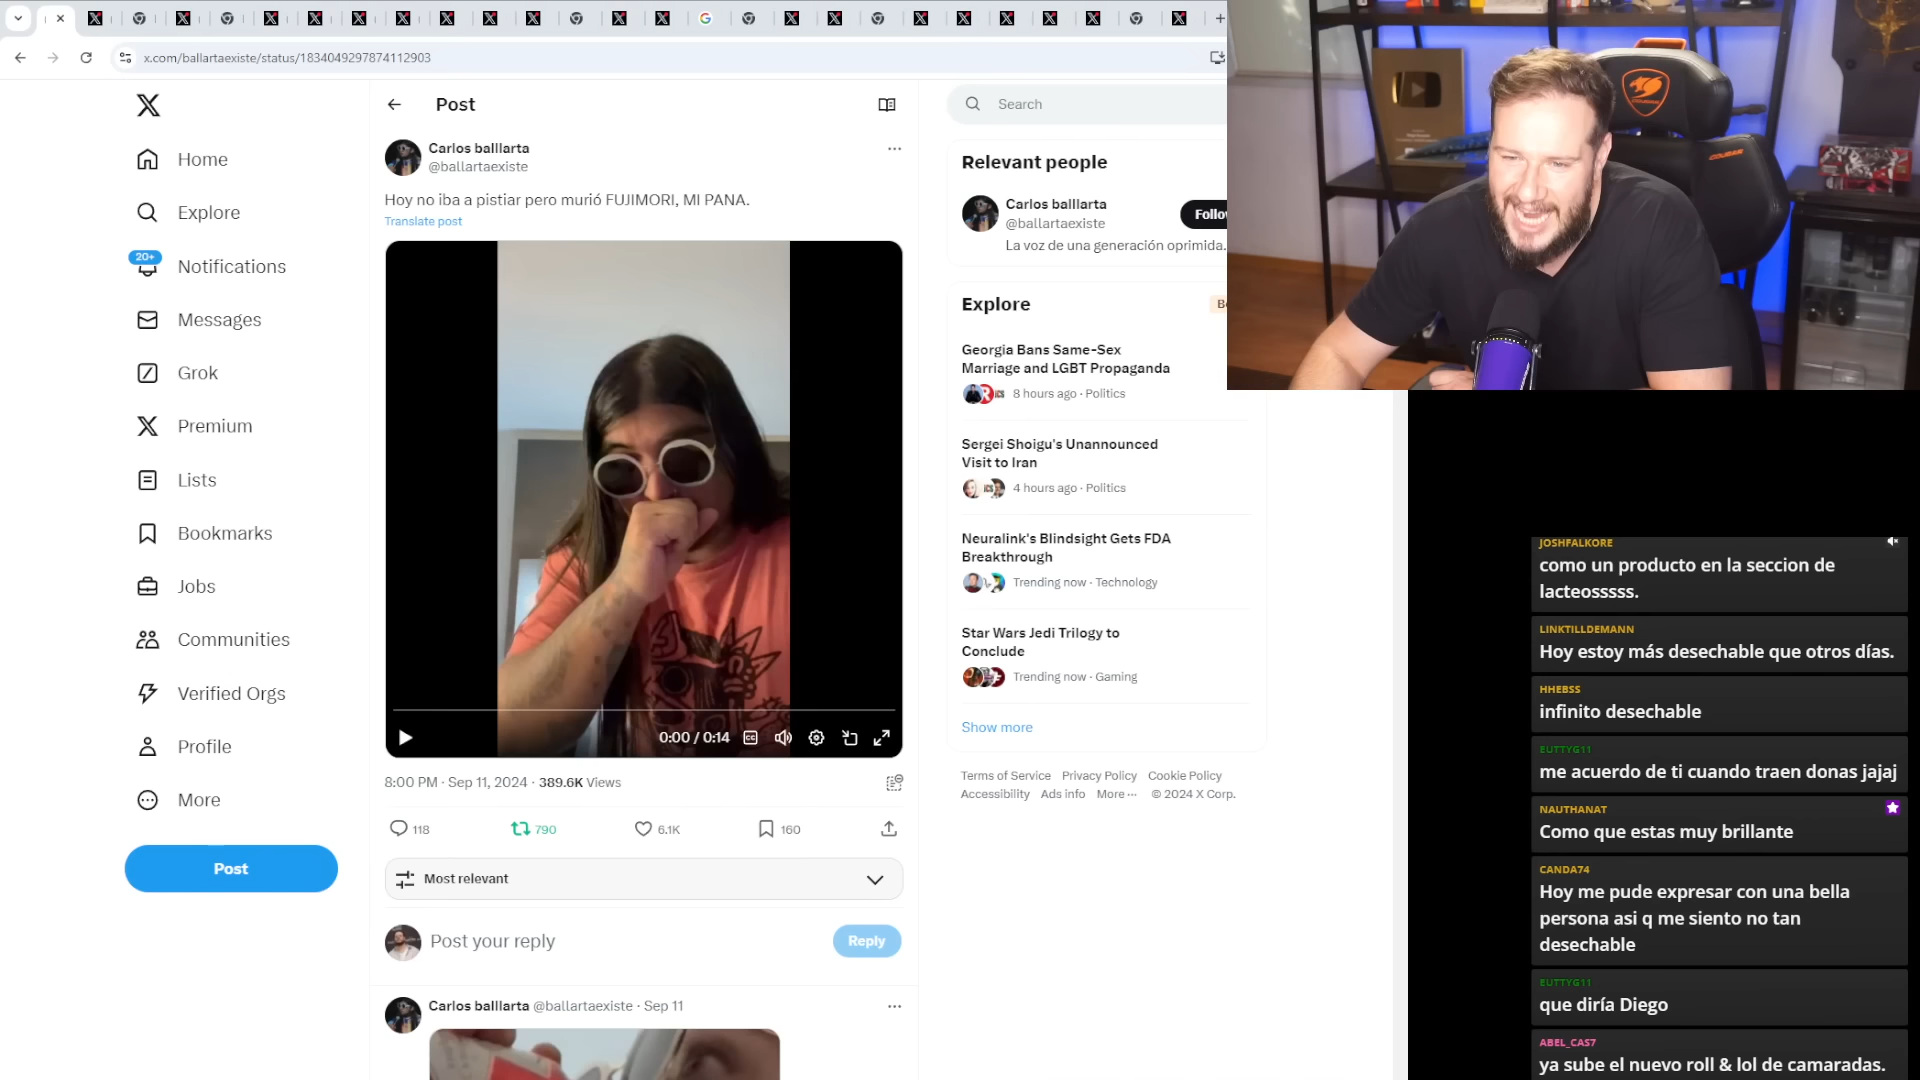 x.com/ballartaexiste/status/1834049297874112903
Home
Explore
20+
Notifications
Messages
Grok
Premium
Lists
Bookmarks
Jobs
Communities
Verified Orgs
Profile
More
Post
Post
Carlos balllarta
@ballartaexiste
Hoy no iba a pistiar pero murió FUJIMORI, MI PANA.
Translate post
0:00 / 0:14
8:00 PM · Sep 11, 2024 · 389.6K Views
118
790
6.1K
160
Most relevant
Post your reply
Reply
Carlos balllarta @ballartaexiste · Sep 11
Search
Relevant people
Carlos balllarta
@ballartaexiste
La voz de una generación oprimida.
Explore
Georgia Bans Same-Sex
Marriage and LGBT Propaganda
8 hours ago · Politics
Sergei Shoigu's Unannounced
Visit to Iran
4 hours ago · Politics
Neuralink's Blindsight Gets FDA
Breakthrough
Trending now · Technology
Star Wars Jedi Trilogy to
Conclude
Trending now · Gaming
Show more
Terms of Service Privacy Policy Cookie Policy
Accessibility Ads info More ··· © 2024 X Corp.
COUGAR
JOSHFALKORE
como un producto en la seccion de
lacteosssss.
LINKTILLDEMANN
Hoy estoy más desechable que otros días.
HHEBSS
infinito desechable
EUTTYG11
me acuerdo de ti cuando traen donas jajaj
NAUTHANAT
Como que estas muy brillante
CANDA74
Hoy me pude expresar con una bella
persona asi q me siento no tan
desechable
EUTTYG11
que diría Diego
ABEL_CAS7
ya sube el nuevo roll & lol de camaradas.